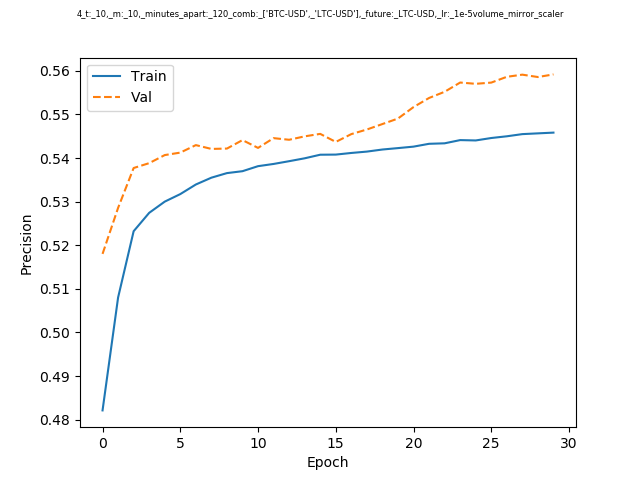 4_t:_10,_m:_10,_minutes_apart:_120_comb:_['BTC-USD',_'LTC-USD'],_future:_LTC-USD,_lr:_1e-5volume_mirror_scaler
Train
Val
0.56
0.55
0.54
0.53
0.52
0.51
0.50
0.49
0.48
Precision
0 5 10 15 20 25 30
Epoch